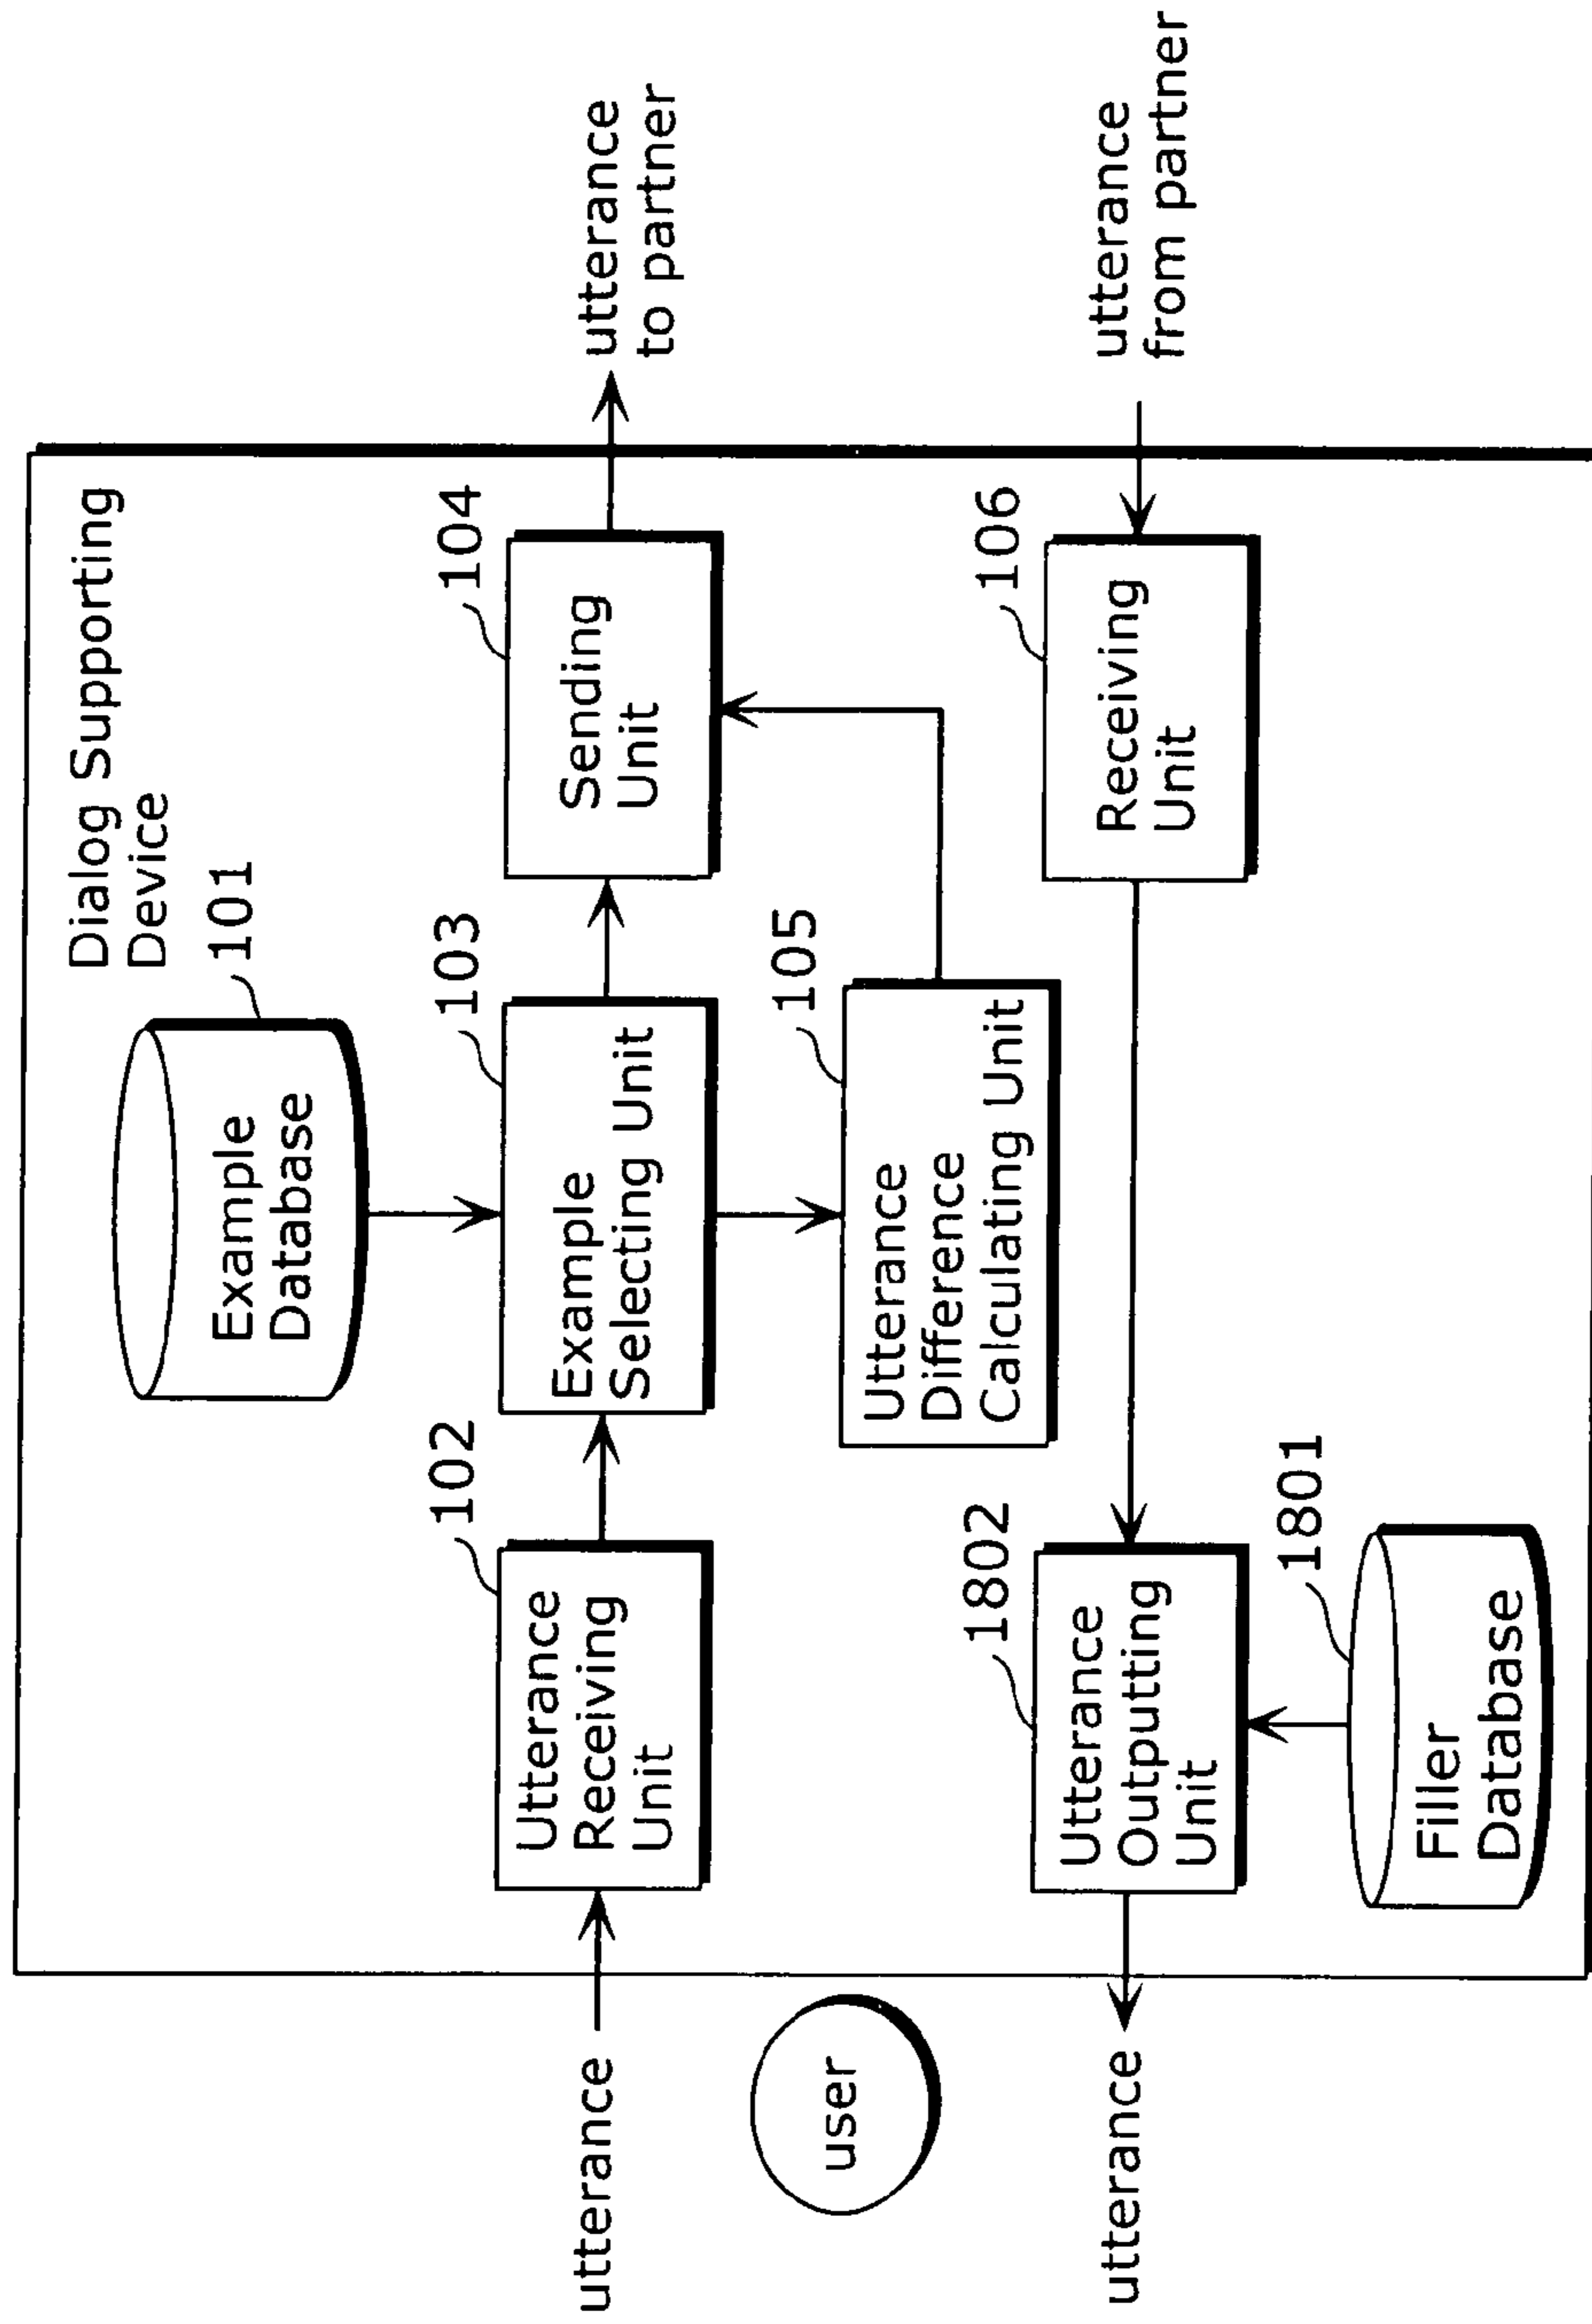 Dialog Supporting
Device
101
Example
Database
102
103
104
utterance
Utterance
Receiving
Unit
Example
Selecting Unit
Sending
Unit
utterance
to partner
user
105
Utterance
Difference
Calculating Unit
1802
106
utterance
Utterance
Outputting
Unit
Receiving
Unit
utterance
from partner
1801
Filler
Database